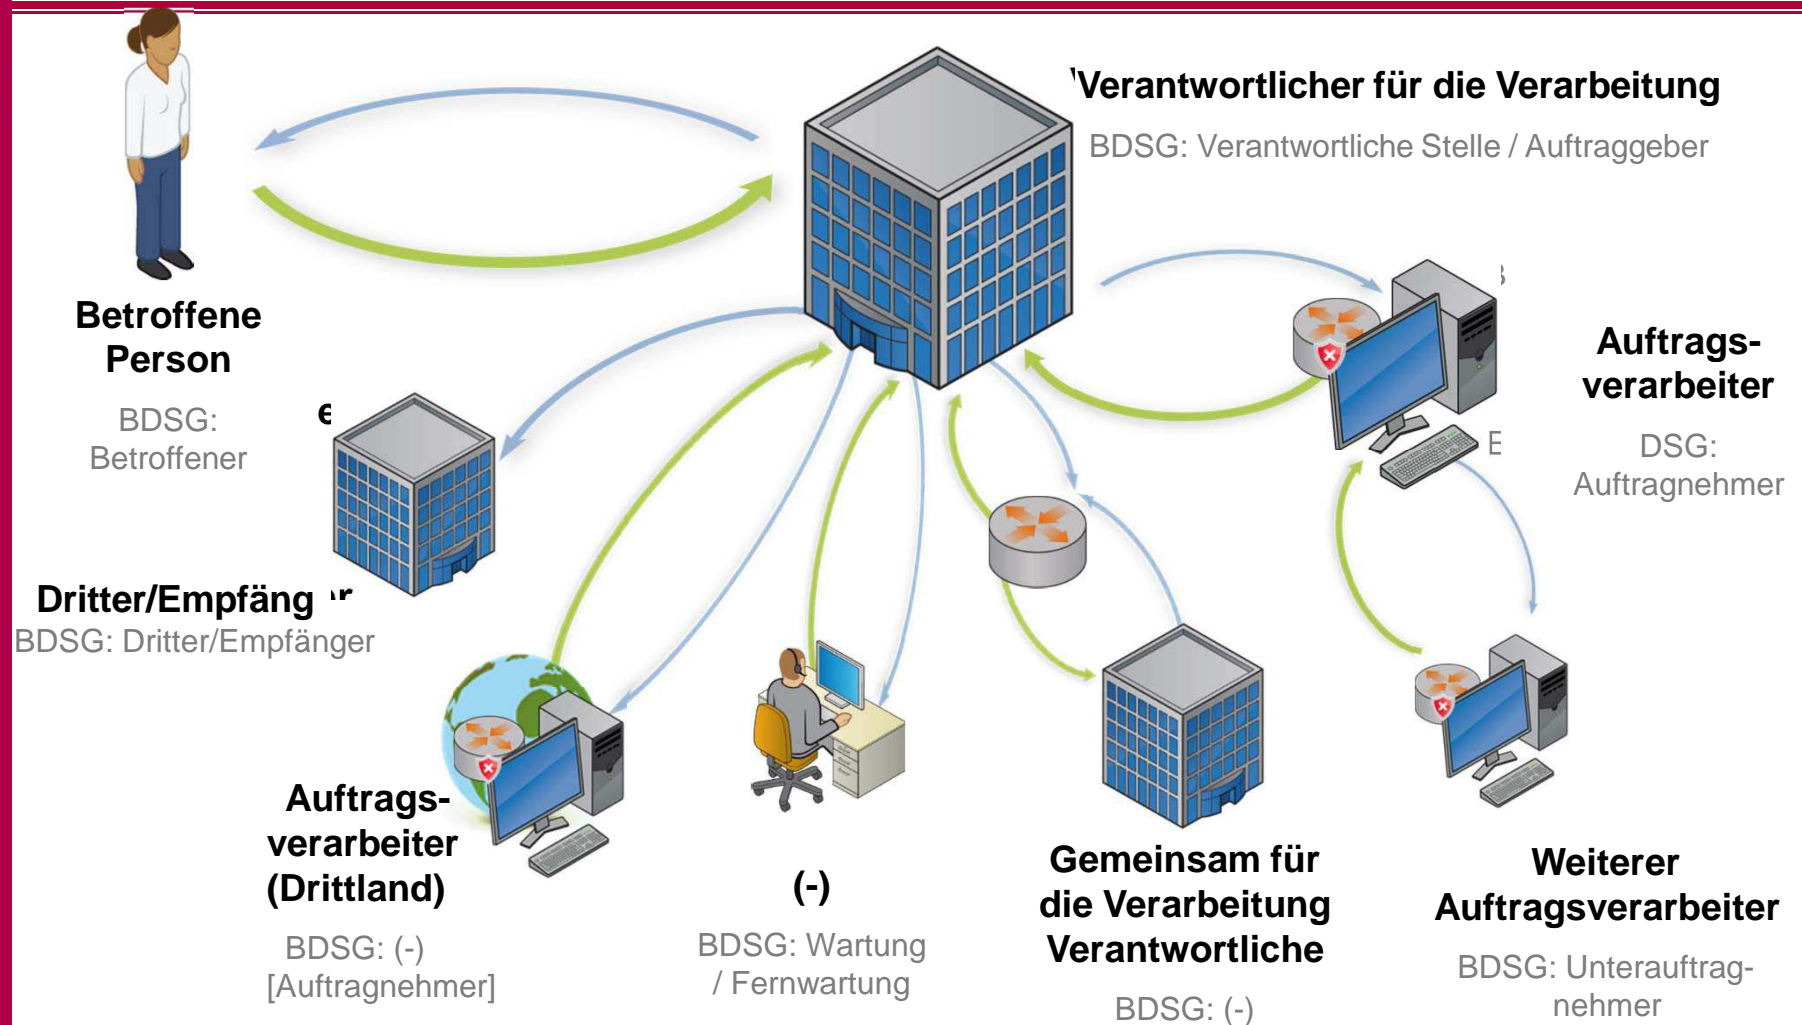 Verantwortlicher für die Verarbeitung
BDSG: Verantwortliche Stelle / Auftraggeber
Betroffene
Person
BDSG:
Betroffener
Auftrags-
verarbeiter
DSG:
Auftragnehmer
Dritter/Empfäng r
BDSG: Dritter/Empfänger
Auftrags-
verarbeiter
(Drittland)
BDSG: (-)
[Auftragnehmer]
(-)
BDSG: Wartung
/ Fernwartung
Gemeinsam für
die Verarbeitung
Verantwortliche
BDSG: (-)
Weiterer
Auftragsverarbeiter
BDSG: Unterauftrag-
nehmer